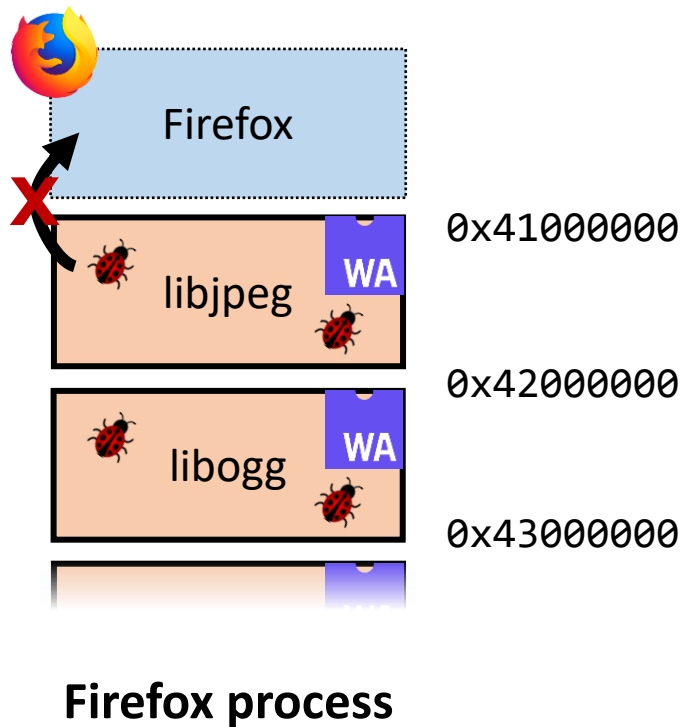 Firefox
X
0x41000000
WA
libjpeg
0x42000000
WA
libogg
0x43000000
Firefox process